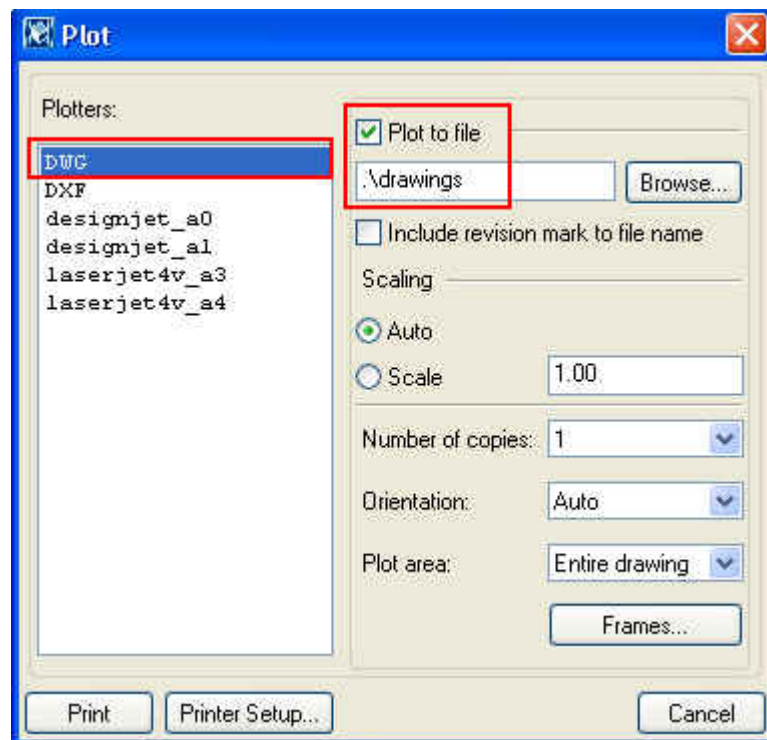 Plot
Plotters:
DWG
DXF
designjet_a0
designjet_a1
laserjet4v_a3
laserjet4v_a4
Plot to file
.\drawings
Browse...
Include revision mark to file name
Scaling
Auto
Scale
1.00
Number of copies: 1
Orientation: Auto
Plot area: Entire drawing
Frames...
Print
Printer Setup...
Cancel